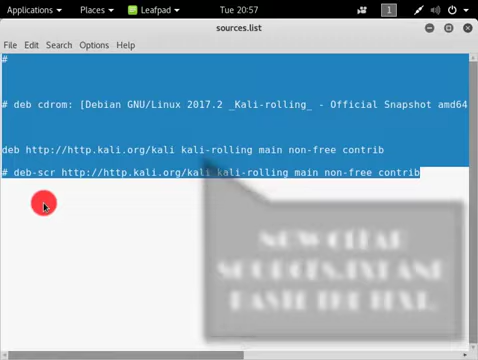 Applications Places Leafpad Tue 20:57 1
sources.list
File Edit Search Options Help
#
# deb cdrom: [Debian GNU/Linux 2017.2 _Kali-rolling_ - Official Snapshot amd64
deb http://http.kali.org/kali kali-rolling main non-free contrib
# deb-scr http://http.kali.org/kali kali-rolling main non-free contrib
NOW CLEAR
SOURCES.TXT AND
PASTE THE TEXT.